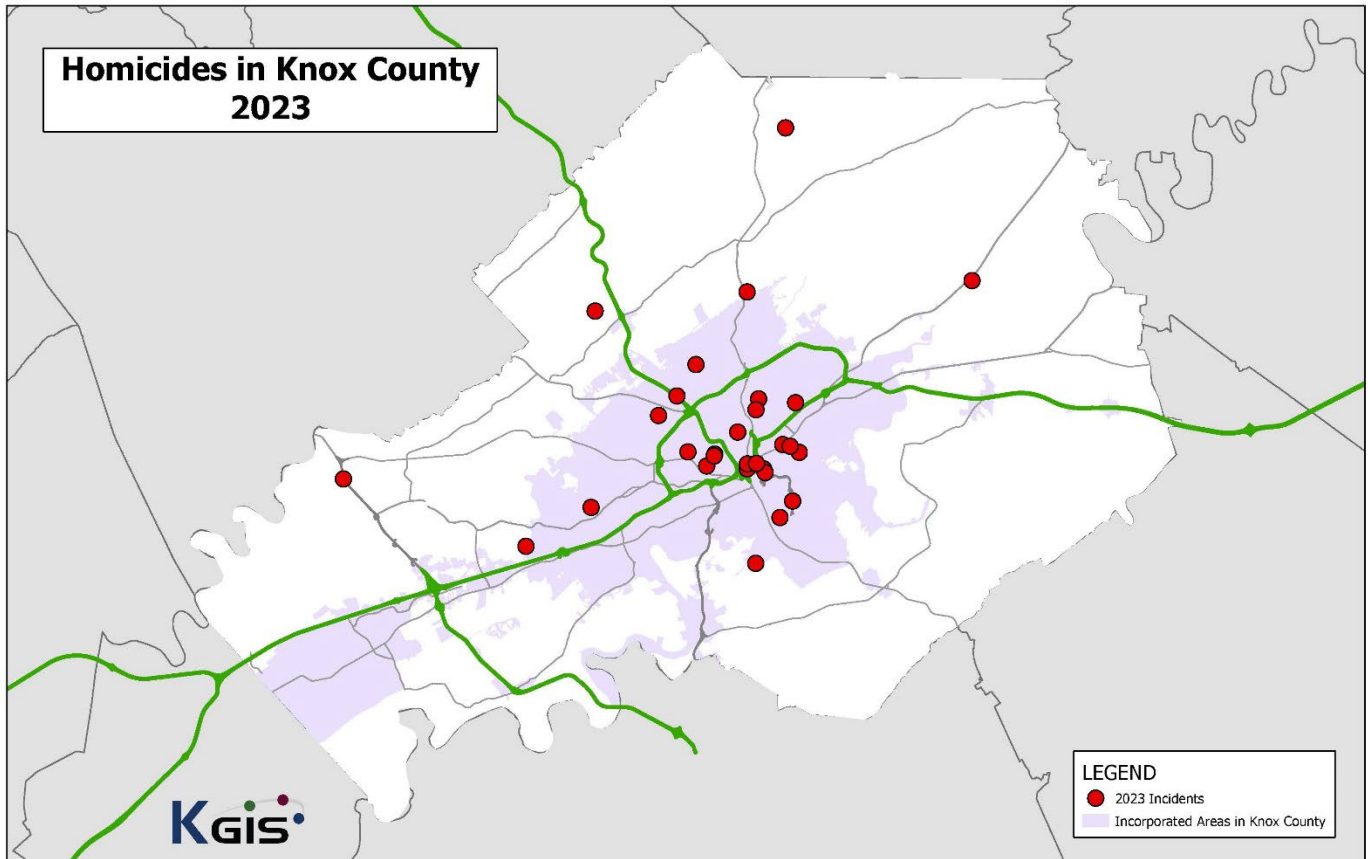 Homicides in Knox County
2023
LEGEND
2023 Incidents
Incorporated Areas in Knox County
KGIS